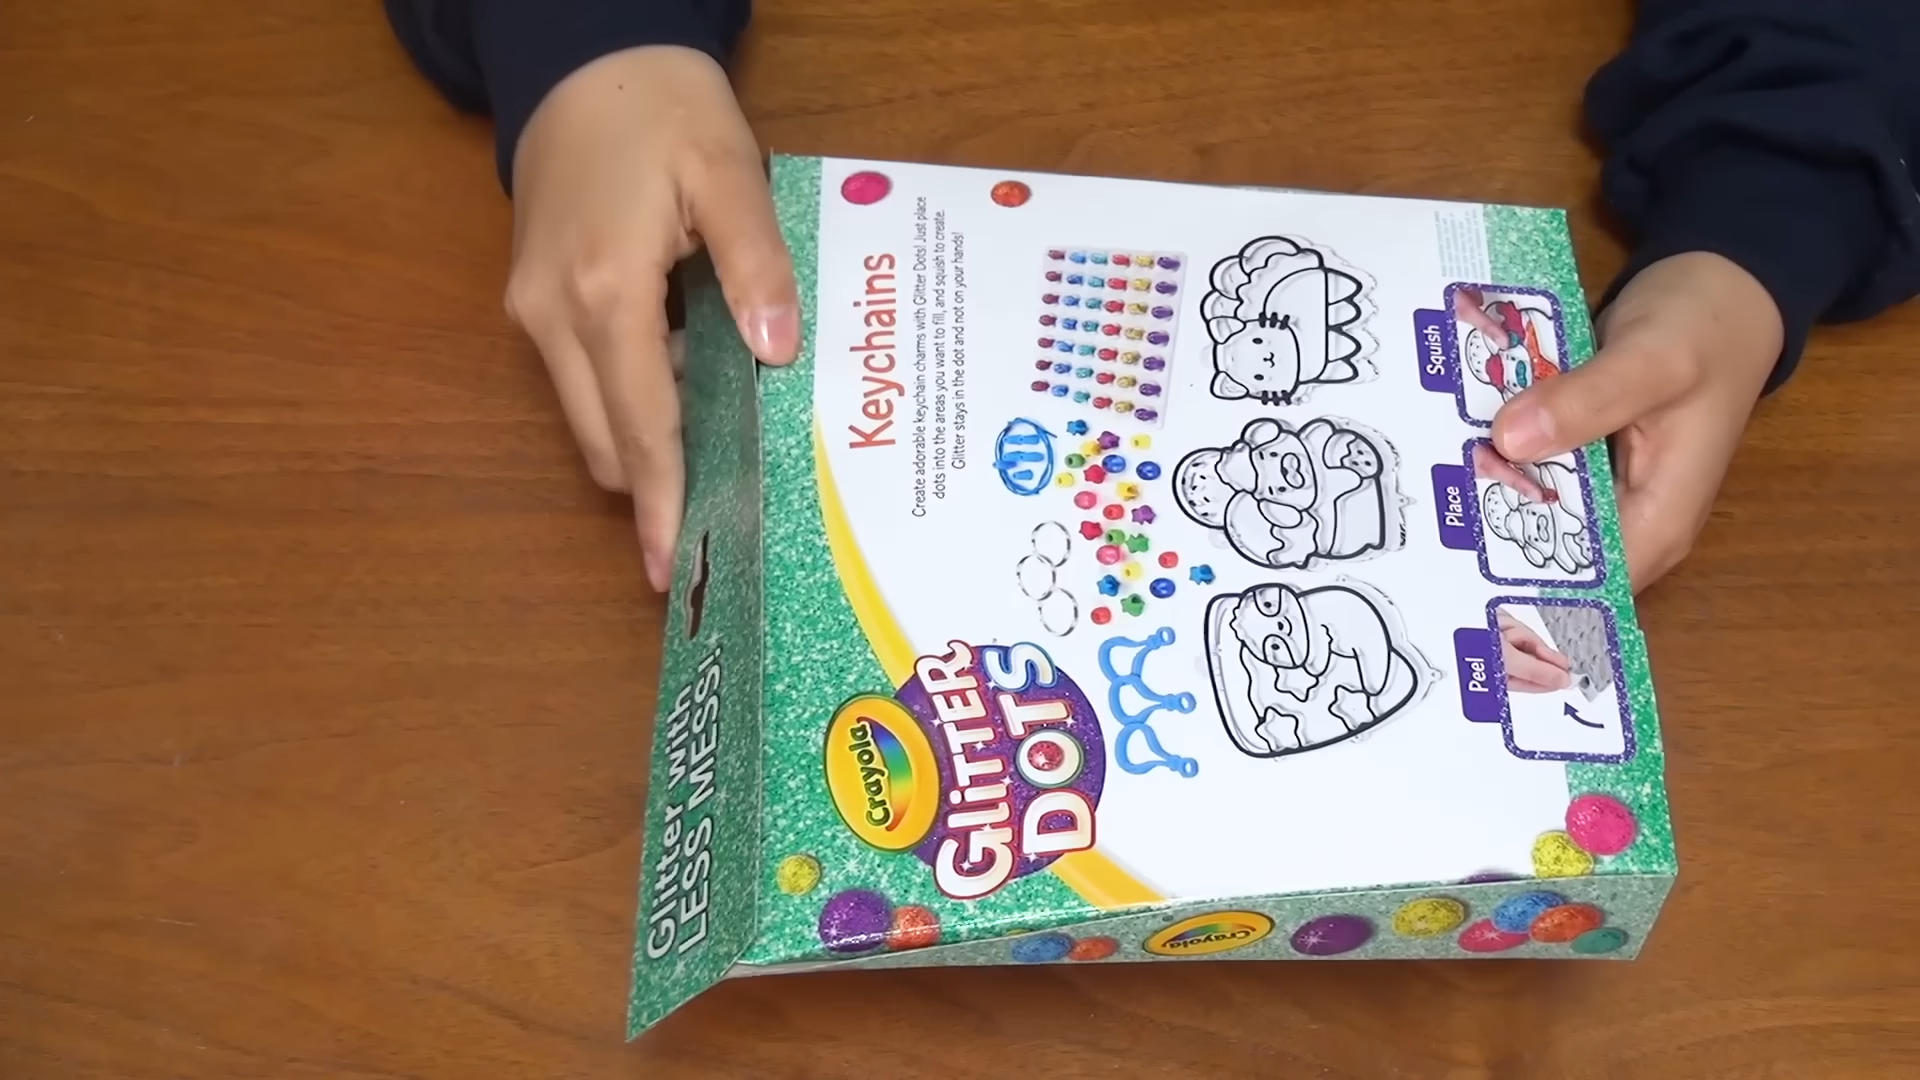 Glitter with
LESS MESS!
Crayola
GLITTER
DOTS
Keychains
Create adorable keychain charms with Glitter Dots! Just place
dots into the areas you want to fill, and squish to create.
Glitter stays in the dot and not on your hands!
Peel
Place
Squish
Crayola